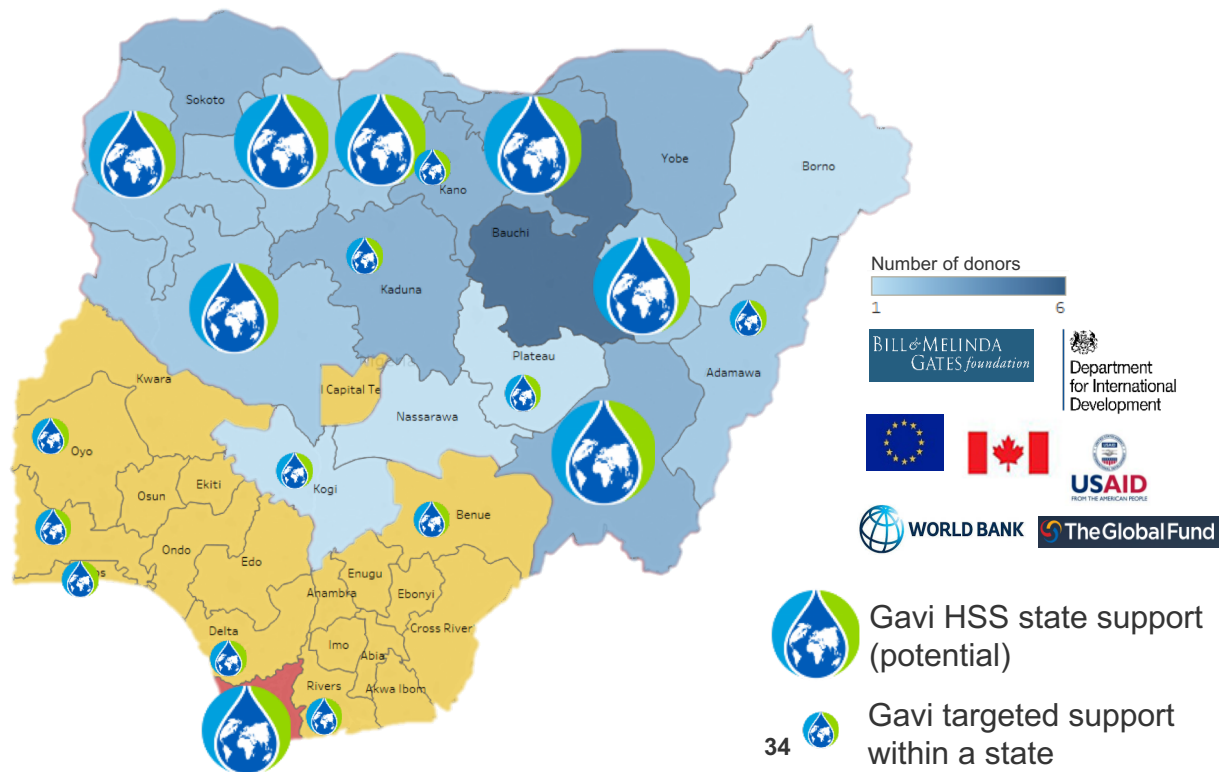 Sokoto
Yobe
Borno
Kano
Bauchi
Kaduna
Plateau
Adamawa
Kwara
l Capital Te
Nassarawa
Oyo
Osun
Ekiti
Kogi
Benue
Ondo
Edo
Enugu
Anambra
Ebonyi
Cross River
Delta
Imo
Abia
Rivers
Akwa Ibom
Number of donors
1
6
BILL & MELINDA
GATES foundation
Department
for International
Development
USAID
FROM THE AMERICAN PEOPLE
WORLD BANK
TheGlobalFund
Gavi HSS state support
(potential)
Gavi targeted support
within a state
34